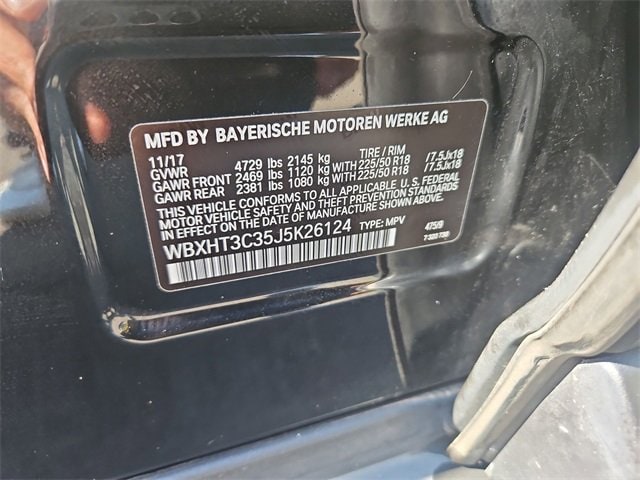 MFD BY BAYERISCHE MOTOREN WERKE AG
11/17 TIRE / RIM
GVWR 4729 lbs 2145 kg
GAWR FRONT 2469 lbs 1120 kg WITH 225/50 R18 /7.5Jx18
GAWR REAR 2381 lbs 1080 kg WITH 225/50 R18 /7.5Jx18
THIS VEHICLE CONFORMS TO ALL APPLICABLE U. S. FEDERAL
MOTOR VEHICLE SAFETY, BUMPER, AND THEFT PREVENTION STANDARDS
IN EFFECT ON THE DATE OF MANUFACTURE SHOWN ABOVE.
WBXHT3C35J5K26124 TYPE: MPV 475/9